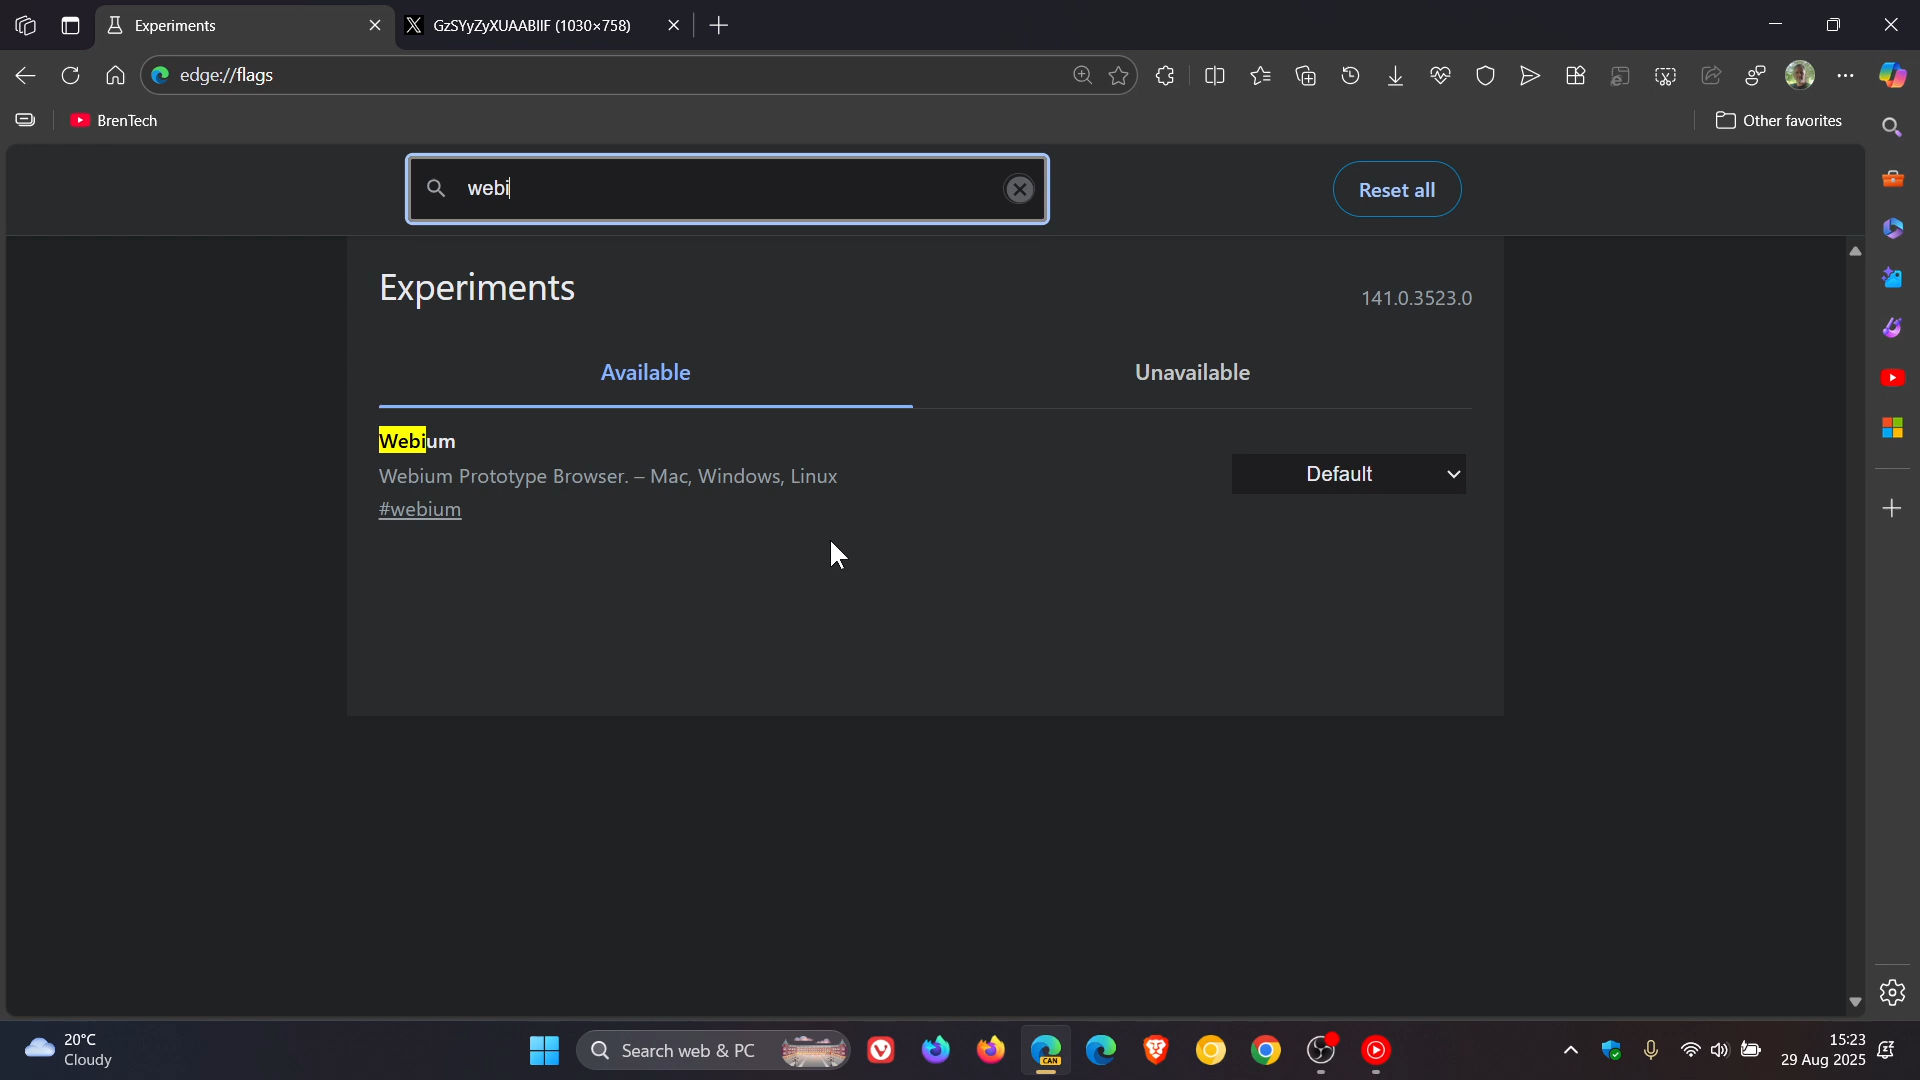 Experiments
GzSYyZyXUAABIIF (1030×758)
edge://flags
BrenTech
Other favorites
webi
Reset all
Experiments
141.0.3523.0
Available
Unavailable
Webium
Webium Prototype Browser. – Mac, Windows, Linux
Default
#webium
20°C
Cloudy
Search web & PC
CAN
15:23
29 Aug 2025